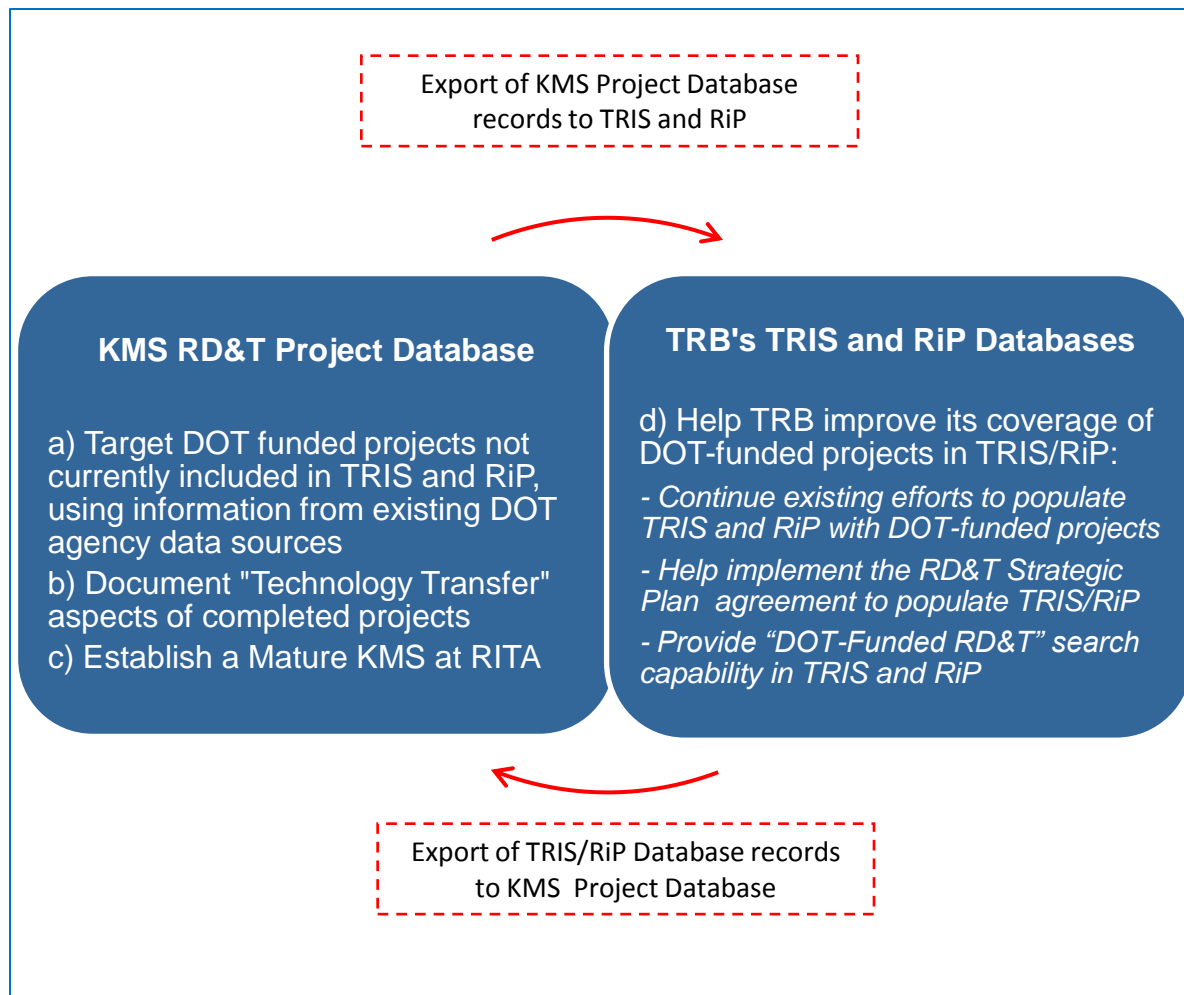 Export of KMS Project Database
records to TRIS and RiP
KMS RD&T Project Database
a) Target DOT funded projects not
currently included in TRIS and RiP,
using information from existing DOT
agency data sources
b) Document "Technology Transfer"
aspects of completed projects
c) Establish a Mature KMS at RITA
TRB's TRIS and RiP Databases
d) Help TRB improve its coverage of
DOT-funded projects in TRIS/RiP:
- Continue existing efforts to populate
TRIS and RiP with DOT-funded projects
- Help implement the RD&T Strategic
Plan  agreement to populate TRIS/RiP
- Provide “DOT-Funded RD&T” search
capability in TRIS and RiP
Export of TRIS/RiP Database records
to KMS  Project Database